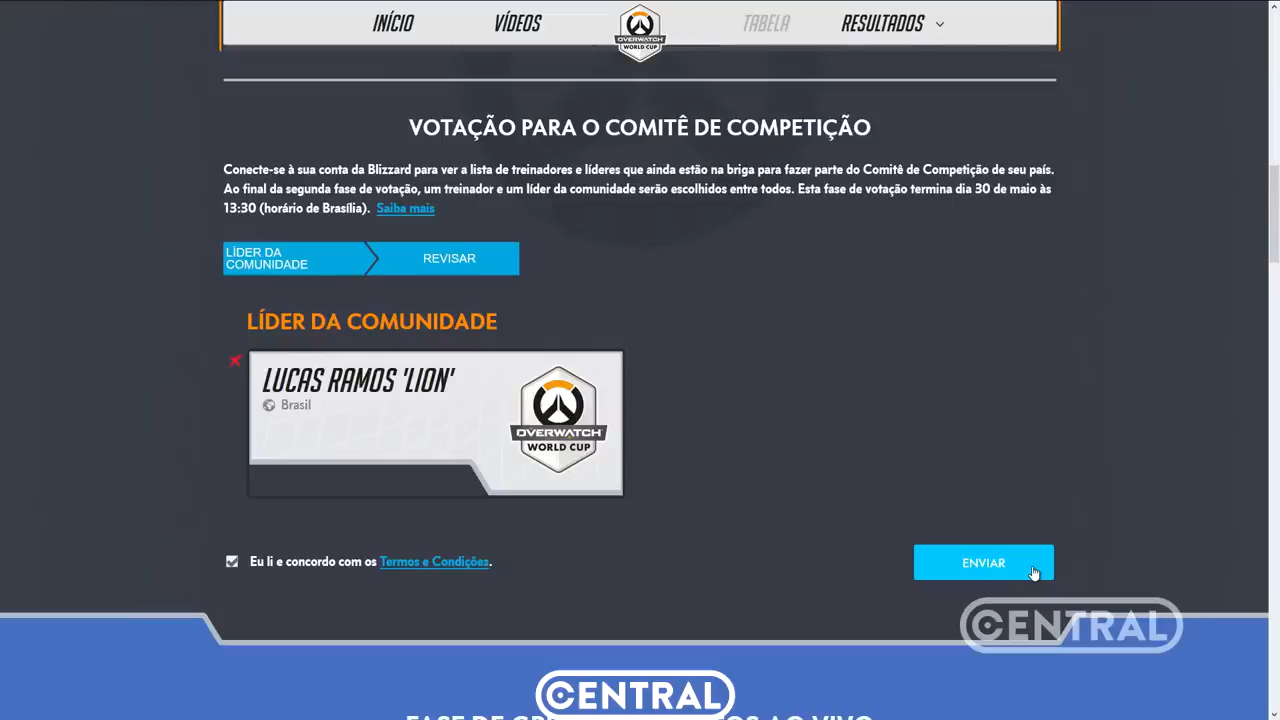 INÍCIO
VÍDEOS
OVERWATCH
WORLD CUP
TABELA
RESULTADOS
VOTAÇÃO PARA O COMITÊ DE COMPETIÇÃO
Conecte-se à sua conta da Blizzard para ver a lista de treinadores e líderes que ainda estão na briga para fazer parte do Comitê de Competição de seu país.
Ao final da segunda fase de votação, um treinador e um líder da comunidade serão escolhidos entre todos. Esta fase de votação termina dia 30 de maio às
13:30 (horário de Brasília). Saiba mais
LÍDER DA
COMUNIDADE
REVISAR
LÍDER DA COMUNIDADE
LUCAS RAMOS 'LION'
Brasil
OVERWATCH
WORLD CUP
Eu li e concordo com os Termos e Condições.
ENVIAR
CENTRAL
CENTRAL
FASE DE AO VIVO